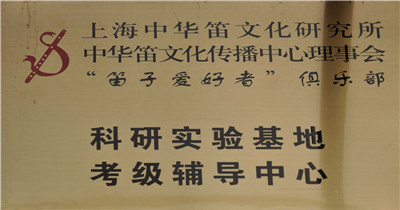 上海中华笛文化研究所
中华笛文化传播中心理事会
“笛子爱好者”俱乐部
科研实验基地
考级辅导中心